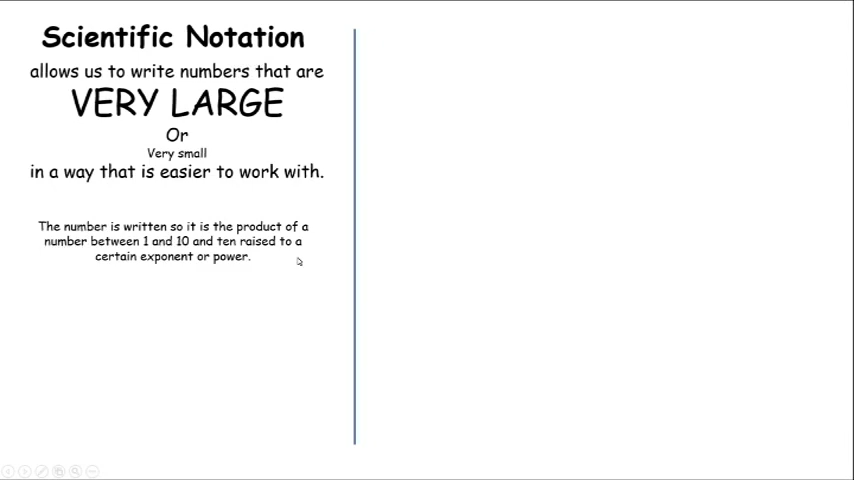 Scientific Notation
allows us to write numbers that are
VERY LARGE
Or
Very small
in a way that is easier to work with.
The number is written so it is the product of a
number between 1 and 10 and ten raised to a
certain exponent or power.